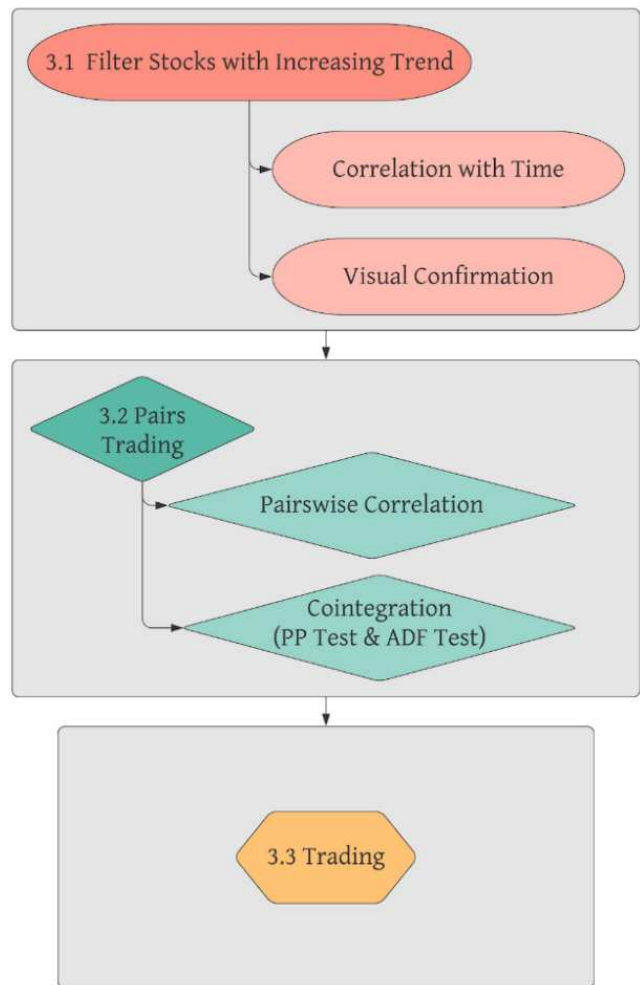 3.1 Filter Stocks with Increasing Trend
Correlation with Time
Visual Confirmation
3.2 Pairs
Trading
Pairswise Correlation
Cointegration
(PP Test & ADF Test)
3.3 Trading